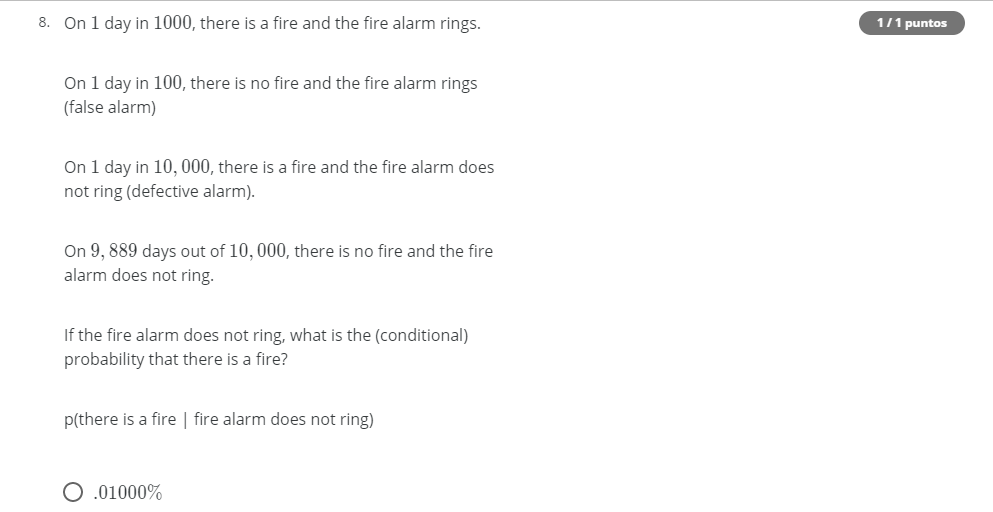 8. On 1 day in 1000, there is a fire and the fire alarm rings.
1 / 1 puntos
On 1 day in 100, there is no fire and the fire alarm rings
(false alarm)
On 1 day in 10, 000, there is a fire and the fire alarm does
not ring (defective alarm).
On 9, 889 days out of 10, 000, there is no fire and the fire
alarm does not ring.
If the fire alarm does not ring, what is the (conditional)
probability that there is a fire?
p(there is a fire | fire alarm does not ring)
.01000%